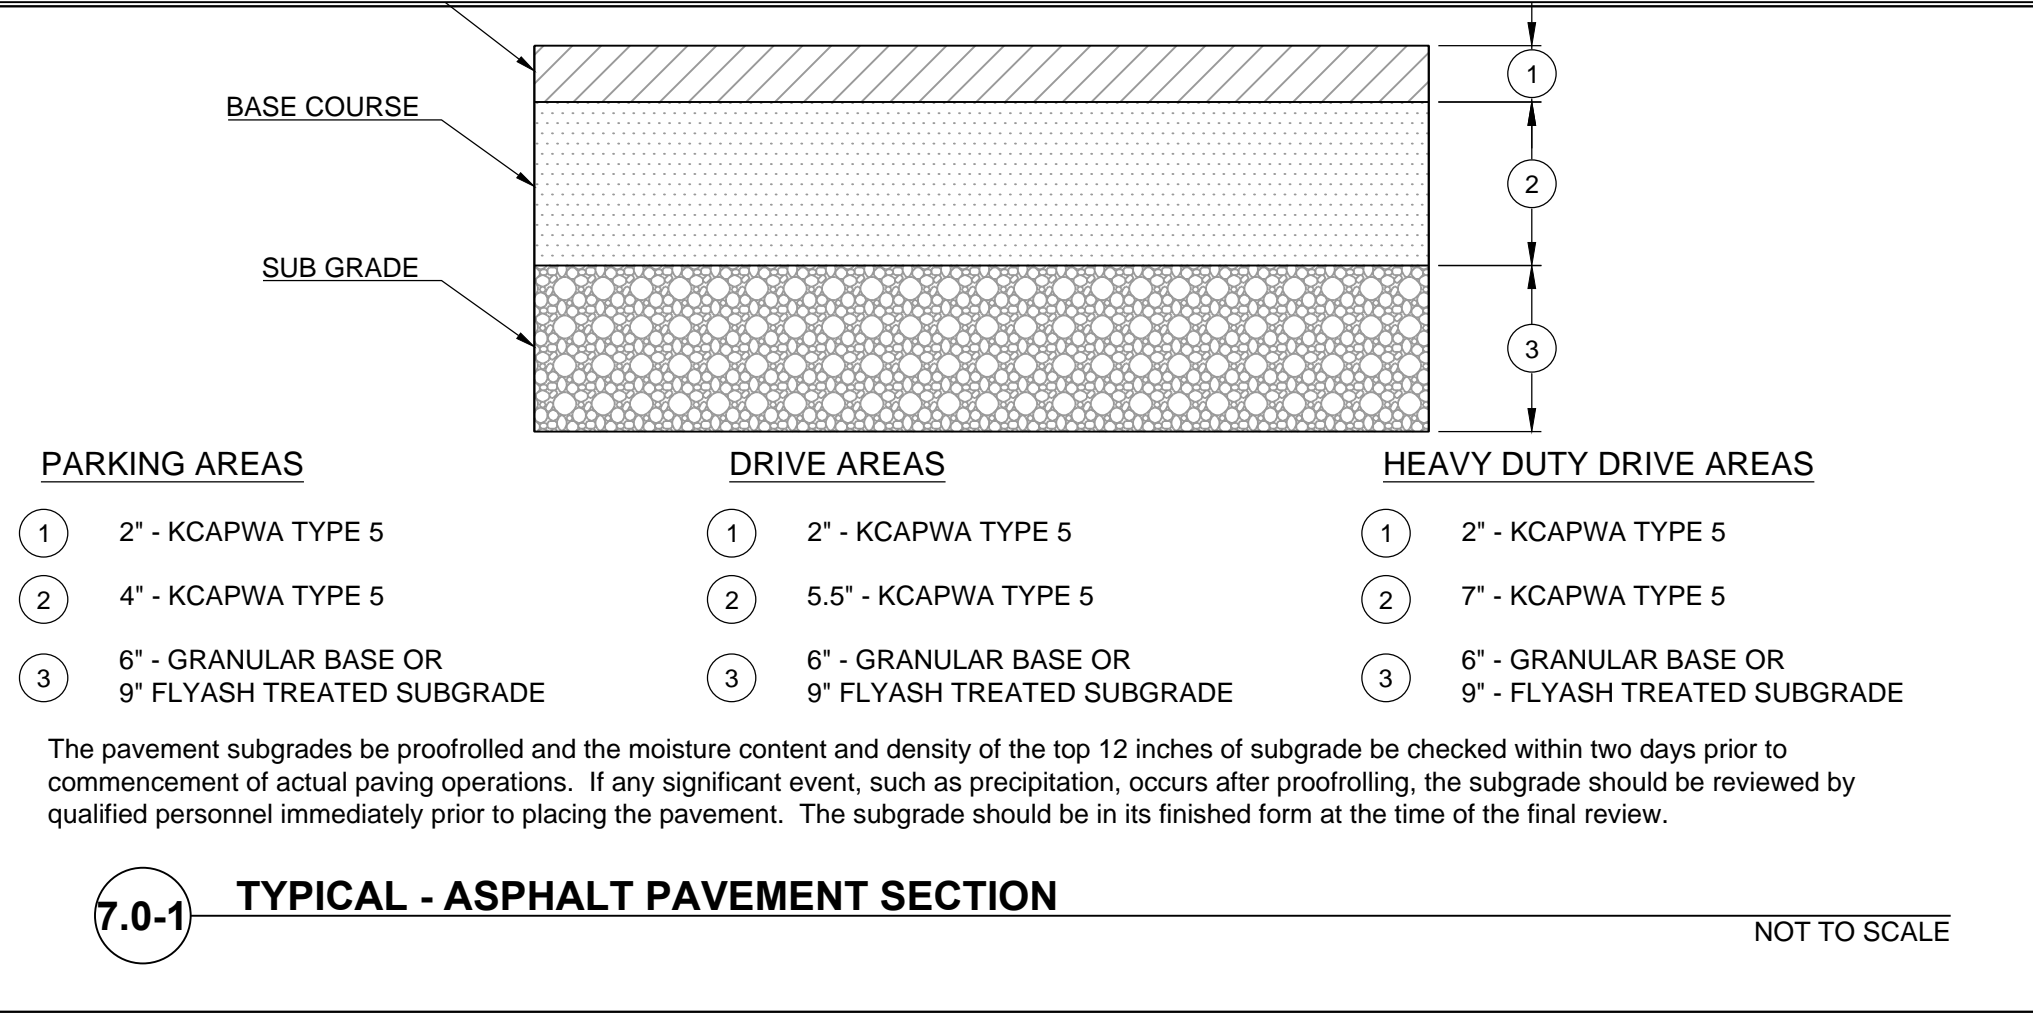 1
BASE COURSE
2
SUB GRADE
3
PARKING AREAS
1 2" - KCAPWA TYPE 5
2 4" - KCAPWA TYPE 5
3 6" - GRANULAR BASE OR
9" FLYASH TREATED SUBGRADE
DRIVE AREAS
1 2" - KCAPWA TYPE 5
2 5.5" - KCAPWA TYPE 5
3 6" - GRANULAR BASE OR
9" FLYASH TREATED SUBGRADE
HEAVY DUTY DRIVE AREAS
1 2" - KCAPWA TYPE 5
2 7" - KCAPWA TYPE 5
3 6" - GRANULAR BASE OR
9" - FLYASH TREATED SUBGRADE
The pavement subgrades be proofrolled and the moisture content and density of the top 12 inches of subgrade be checked within two days prior to
commencement of actual paving operations.  If any significant event, such as precipitation, occurs after proofrolling, the subgrade should be reviewed by
qualified personnel immediately prior to placing the pavement.  The subgrade should be in its finished form at the time of the final review.
7.0-1 TYPICAL - ASPHALT PAVEMENT SECTION
NOT TO SCALE